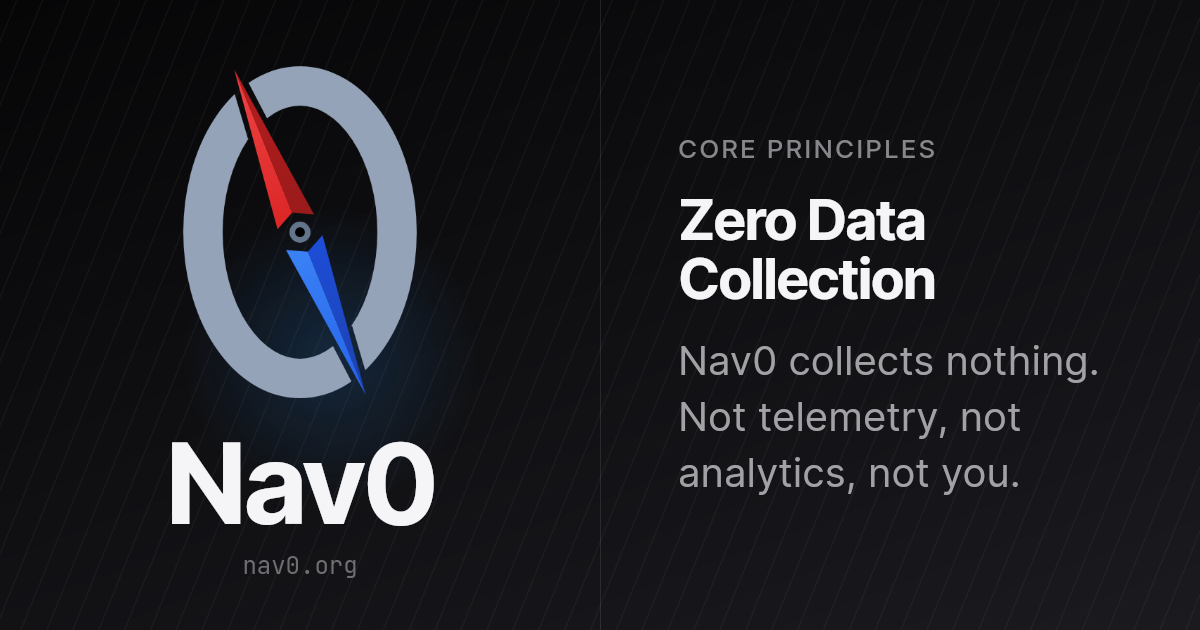 Nav0
nav0.org
CORE PRINCIPLES
Zero Data
Collection
Nav0 collects nothing.
Not telemetry, not
analytics, not you.